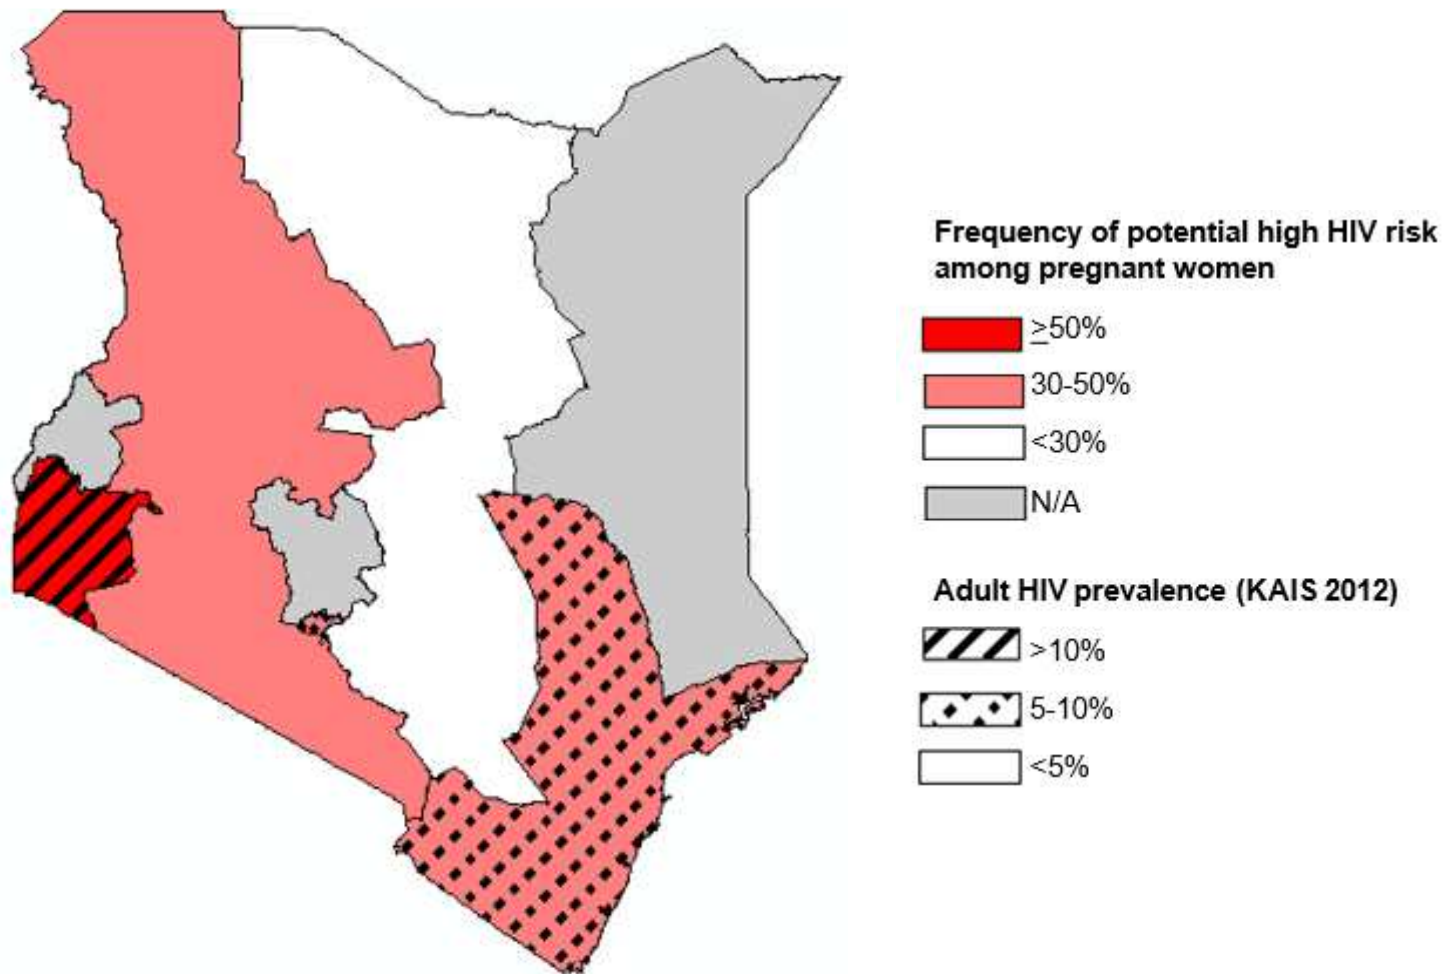 Frequency of potential high HIV risk
among pregnant women
≥50%
30-50%
<30%
N/A
Adult HIV prevalence (KAIS 2012)
>10%
5-10%
<5%